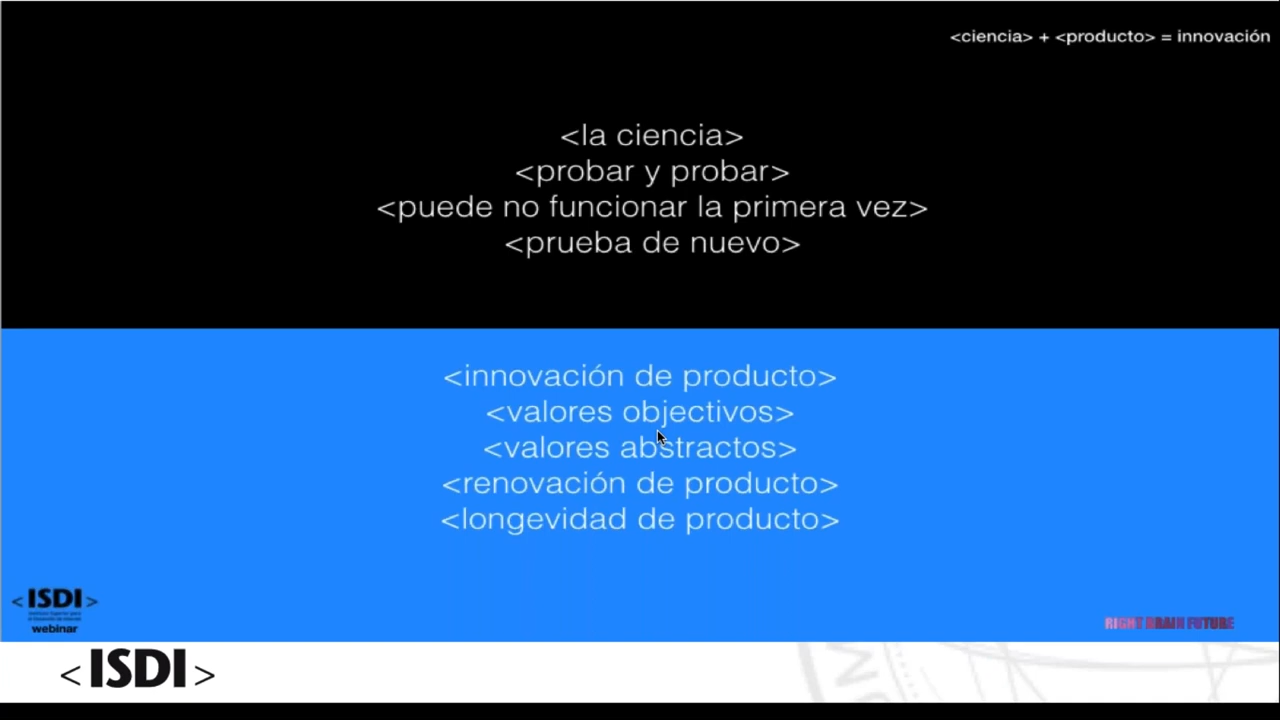 <ciencia> + <producto> = innovación
<la ciencia>
<probar y probar>
<puede no funcionar la primera vez>
<prueba de nuevo>
<innovación de producto>
<valores objectivos>
<valores abstractos>
<renovación de producto>
<longevidad de producto>
<ISDI>
webinar
RIGHT BRAIN FUTURE
<ISDI>